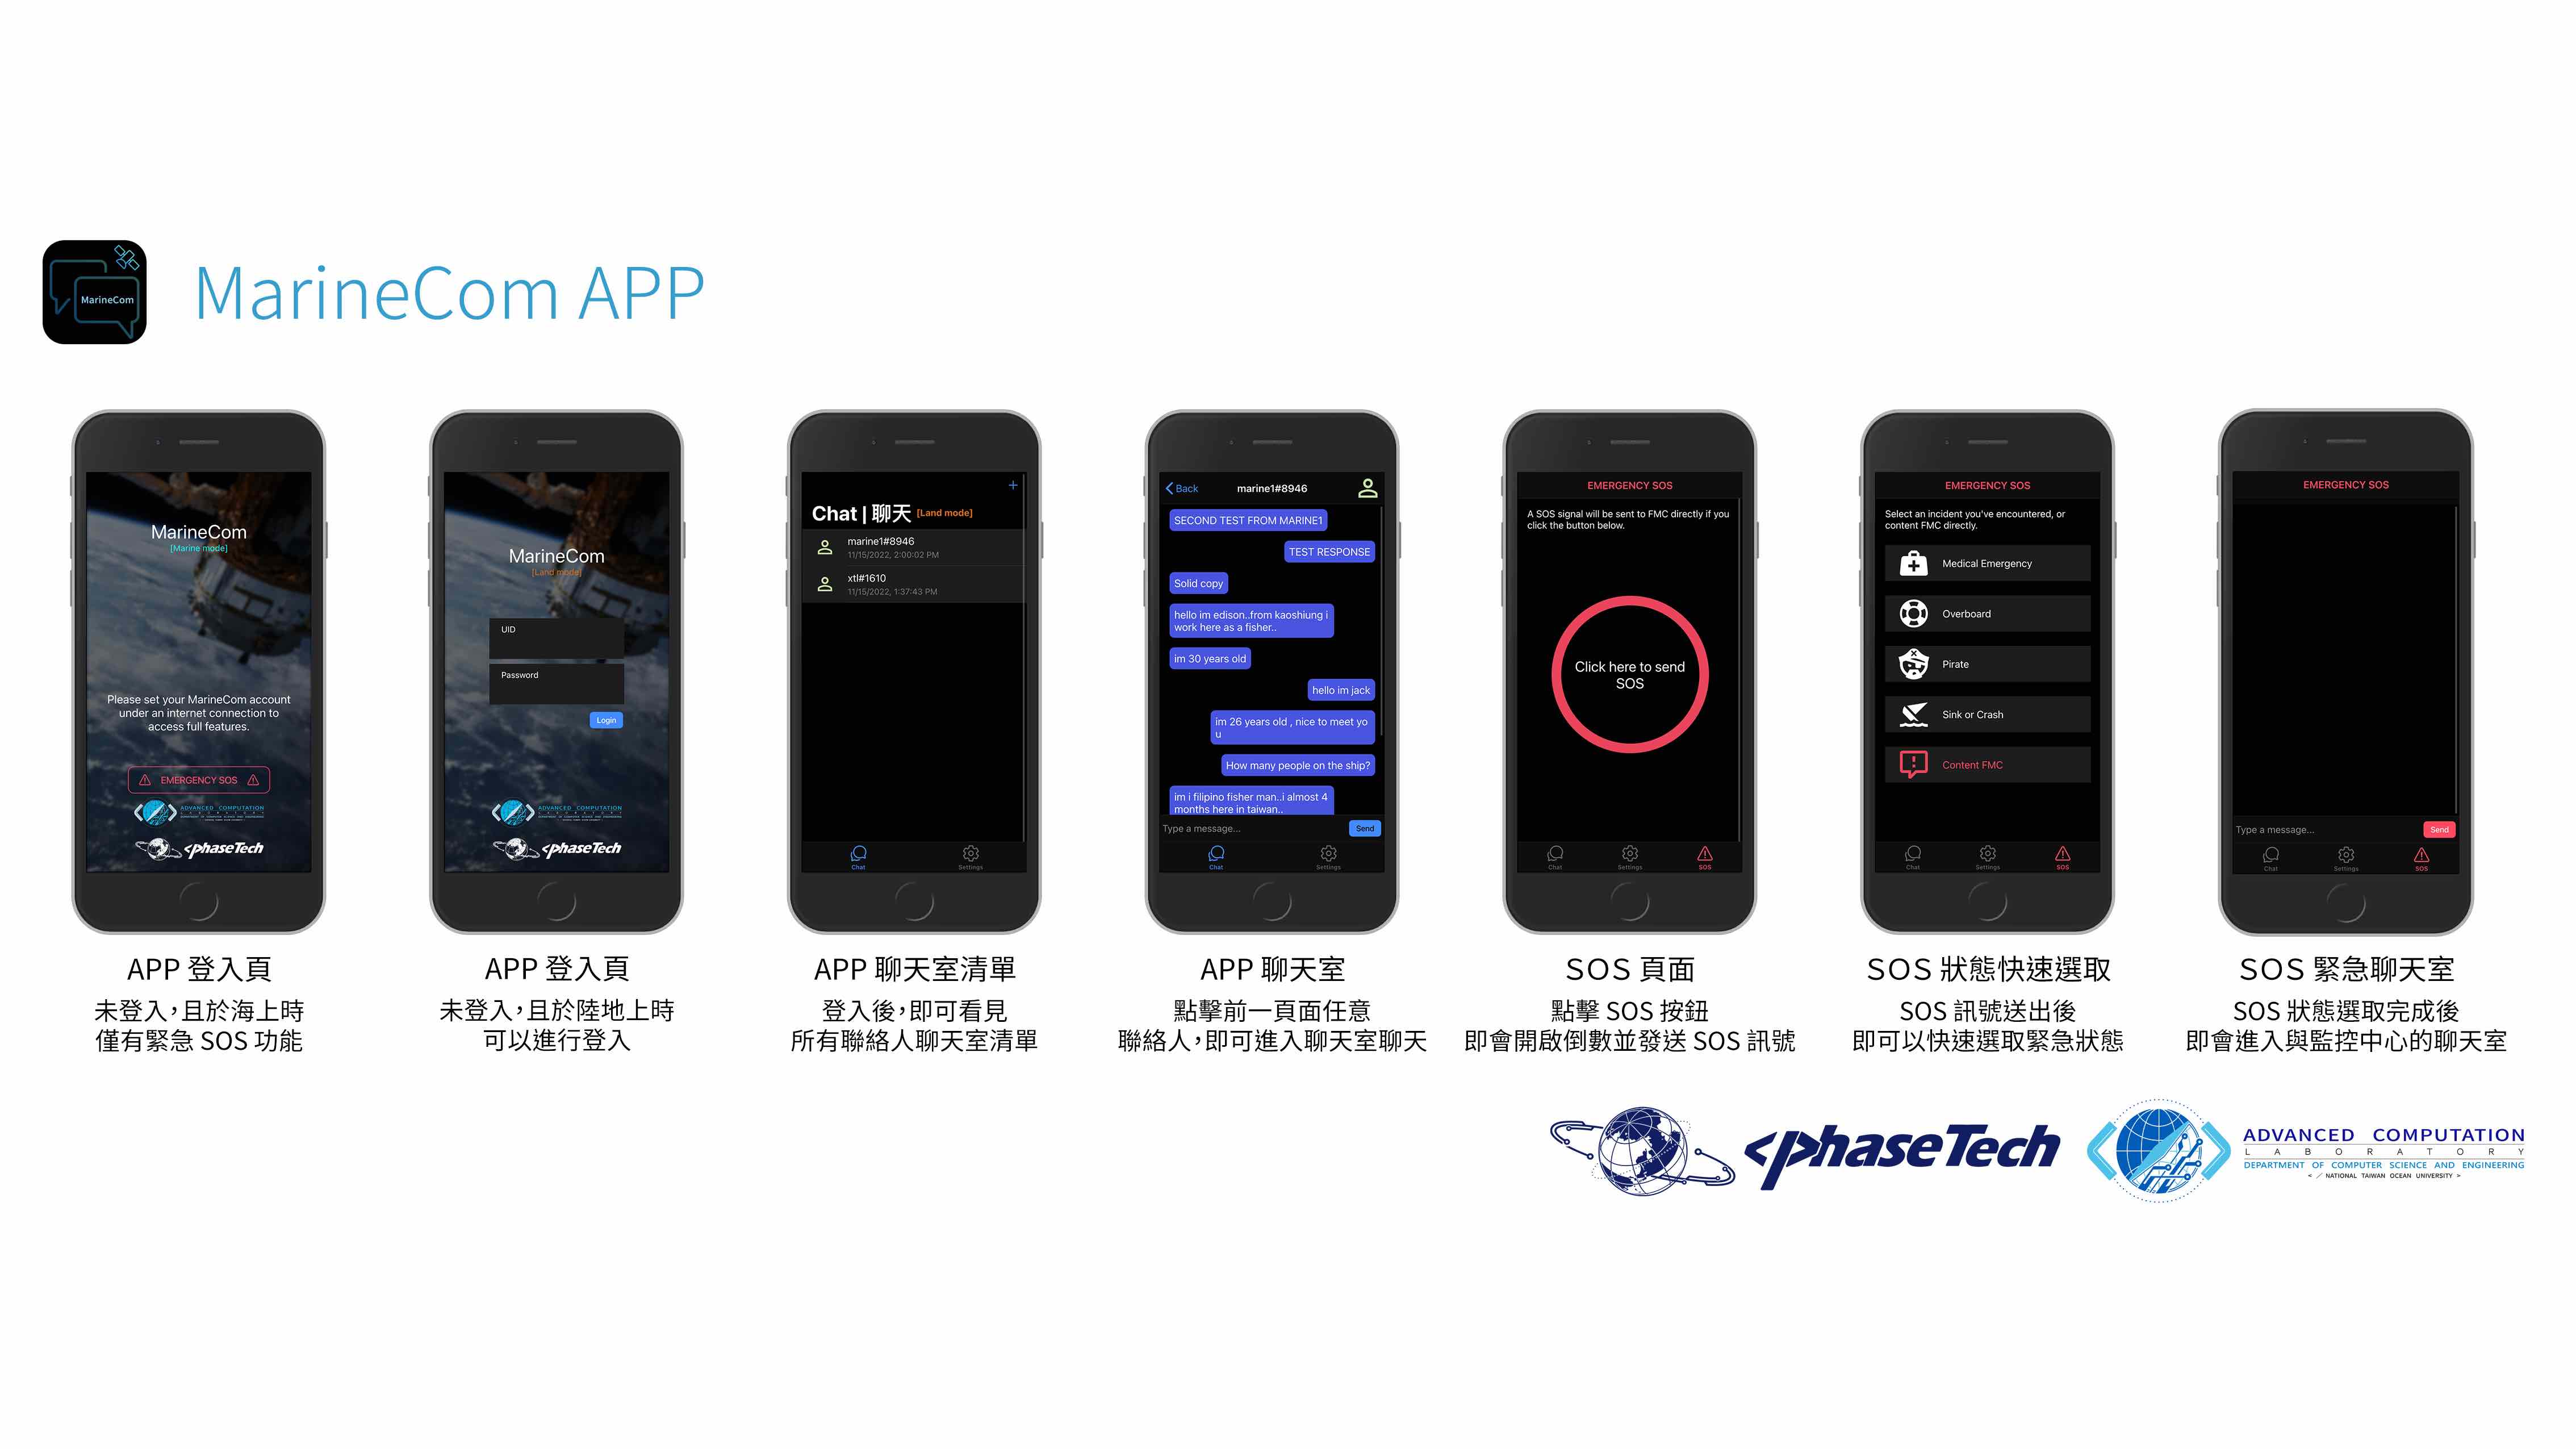 MarineCom
MarineCom APP
MarineCom
[Marine mode]
Please set your MarineCom account
under an internet connection to
access full features.
EMERGENCY SOS
ADVANCED COMPUTATION
phaseTech
APP 登入頁
未登入，且於海上時
僅有緊急 SOS 功能
MarineCom
[Land mode]
UID
Password
Login
ADVANCED COMPUTATION
phaseTech
APP 登入頁
未登入，且於陸地上時
可以進行登入
+
Chat | 聊天 [Land mode]
marine1#8946
11/15/2022, 2:00:02 PM
xtl#1610
11/15/2022, 1:37:43 PM
Chat Settings
APP 聊天室清單
登入後，即可看見
所有聯絡人聊天室清單
Back marine1#8946
SECOND TEST FROM MARINE1
TEST RESPONSE
Solid copy
hello im edison..from kaoshiung i
work here as a fisher..
im 30 years old
hello im jack
im 26 years old , nice to meet yo
u
How many people on the ship?
im i filipino fisher man..i almost 4
months here in taiwan..
Type a message... Send
Chat Settings
APP 聊天室
點擊前一頁面任意
聯絡人，即可進入聊天室聊天
EMERGENCY SOS
A SOS signal will be sent to FMC directly if you
click the button below.
Click here to send
SOS
Chat Settings SOS
SOS 頁面
點擊 SOS 按鈕
即會開啟倒數並發送 SOS 訊號
EMERGENCY SOS
Select an incident you've encountered, or
content FMC directly.
Medical Emergency
Overboard
Pirate
Sink or Crash
Content FMC
Chat Settings SOS
SOS 狀態快速選取
SOS 訊號送出後
即可以快速選取緊急狀態
EMERGENCY SOS
Type a message... Send
Chat Settings SOS
SOS 緊急聊天室
SOS 狀態選取完成後
即會進入與監控中心的聊天室
<phaseTech
ADVANCED COMPUTATION
LABORATORY
DEPARTMENT OF COMPUTER SCIENCE AND ENGINEERING
< / NATIONAL TAIWAN OCEAN UNIVERSITY >